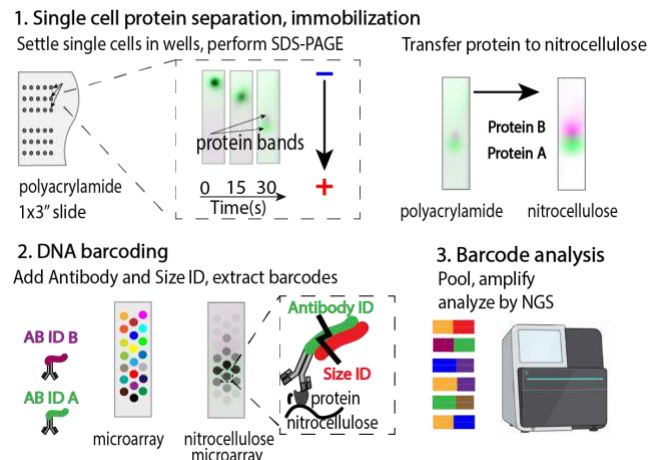 1. Single cell protein separation, immobilization
Settle single cells in wells, perform SDS-PAGE
Transfer protein to nitrocellulose
protein bands
0 15 30
Time(s)
polyacrylamide
1x3" slide
Protein B
Protein A
polyacrylamide
nitrocellulose
2. DNA barcoding
Add Antibody and Size ID, extract barcodes
AB ID B
AB ID A
microarray
nitrocellulose
microarray
Antibody ID
Size ID
protein
nitrocellulose
3. Barcode analysis
Pool, amplify
analyze by NGS